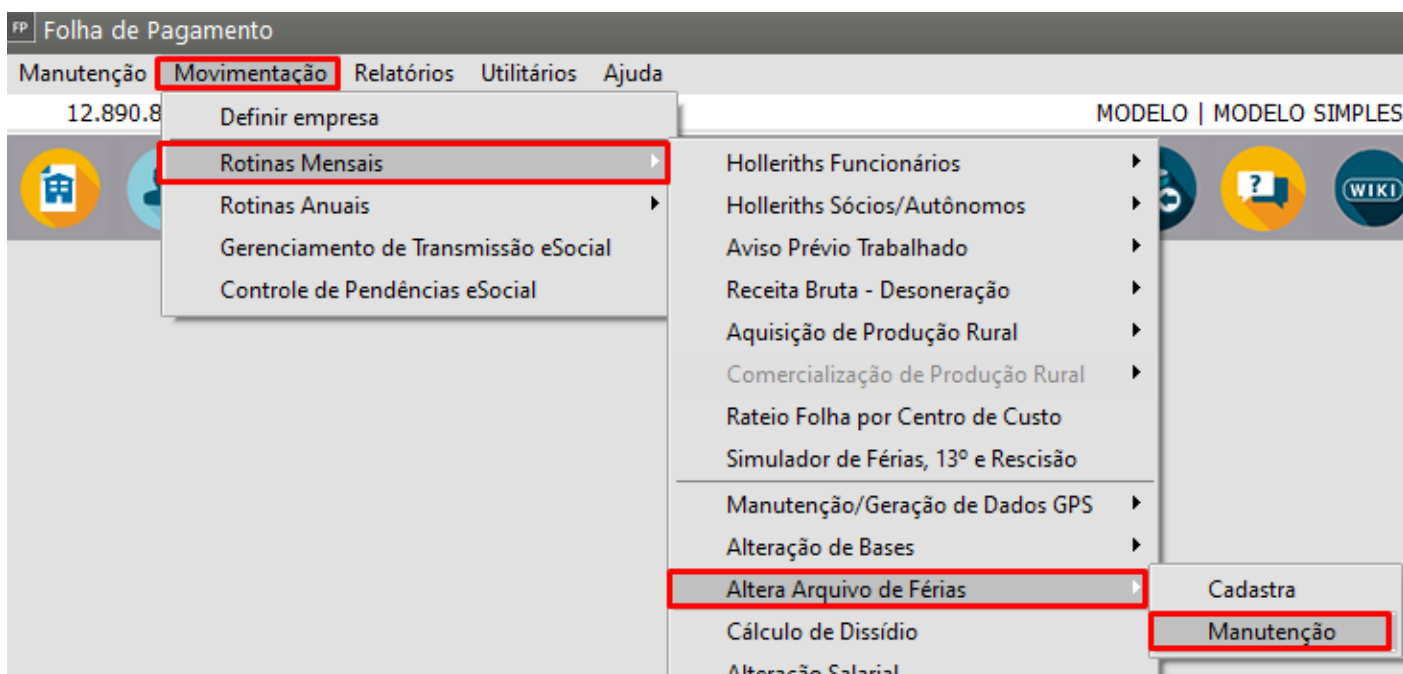 FP Folha de Pagamento
Manutenção Movimentação Relatórios Utilitários Ajuda
12.890.8 MODELO | MODELO SIMPLES
Definir empresa
Rotinas Mensais
Rotinas Anuais
Gerenciamento de Transmissão eSocial
Controle de Pendências eSocial
Holleriths Funcionários
Holleriths Sócios/Autônomos
Aviso Prévio Trabalhado
Receita Bruta - Desoneração
Aquisição de Produção Rural
Comercialização de Produção Rural
Rateio Folha por Centro de Custo
Simulador de Férias, 13º e Rescisão
Manutenção/Geração de Dados GPS
Alteração de Bases
Altera Arquivo de Férias
Cálculo de Dissídio
Alteração Salarial
Cadastra
Manutenção
?
WIKI